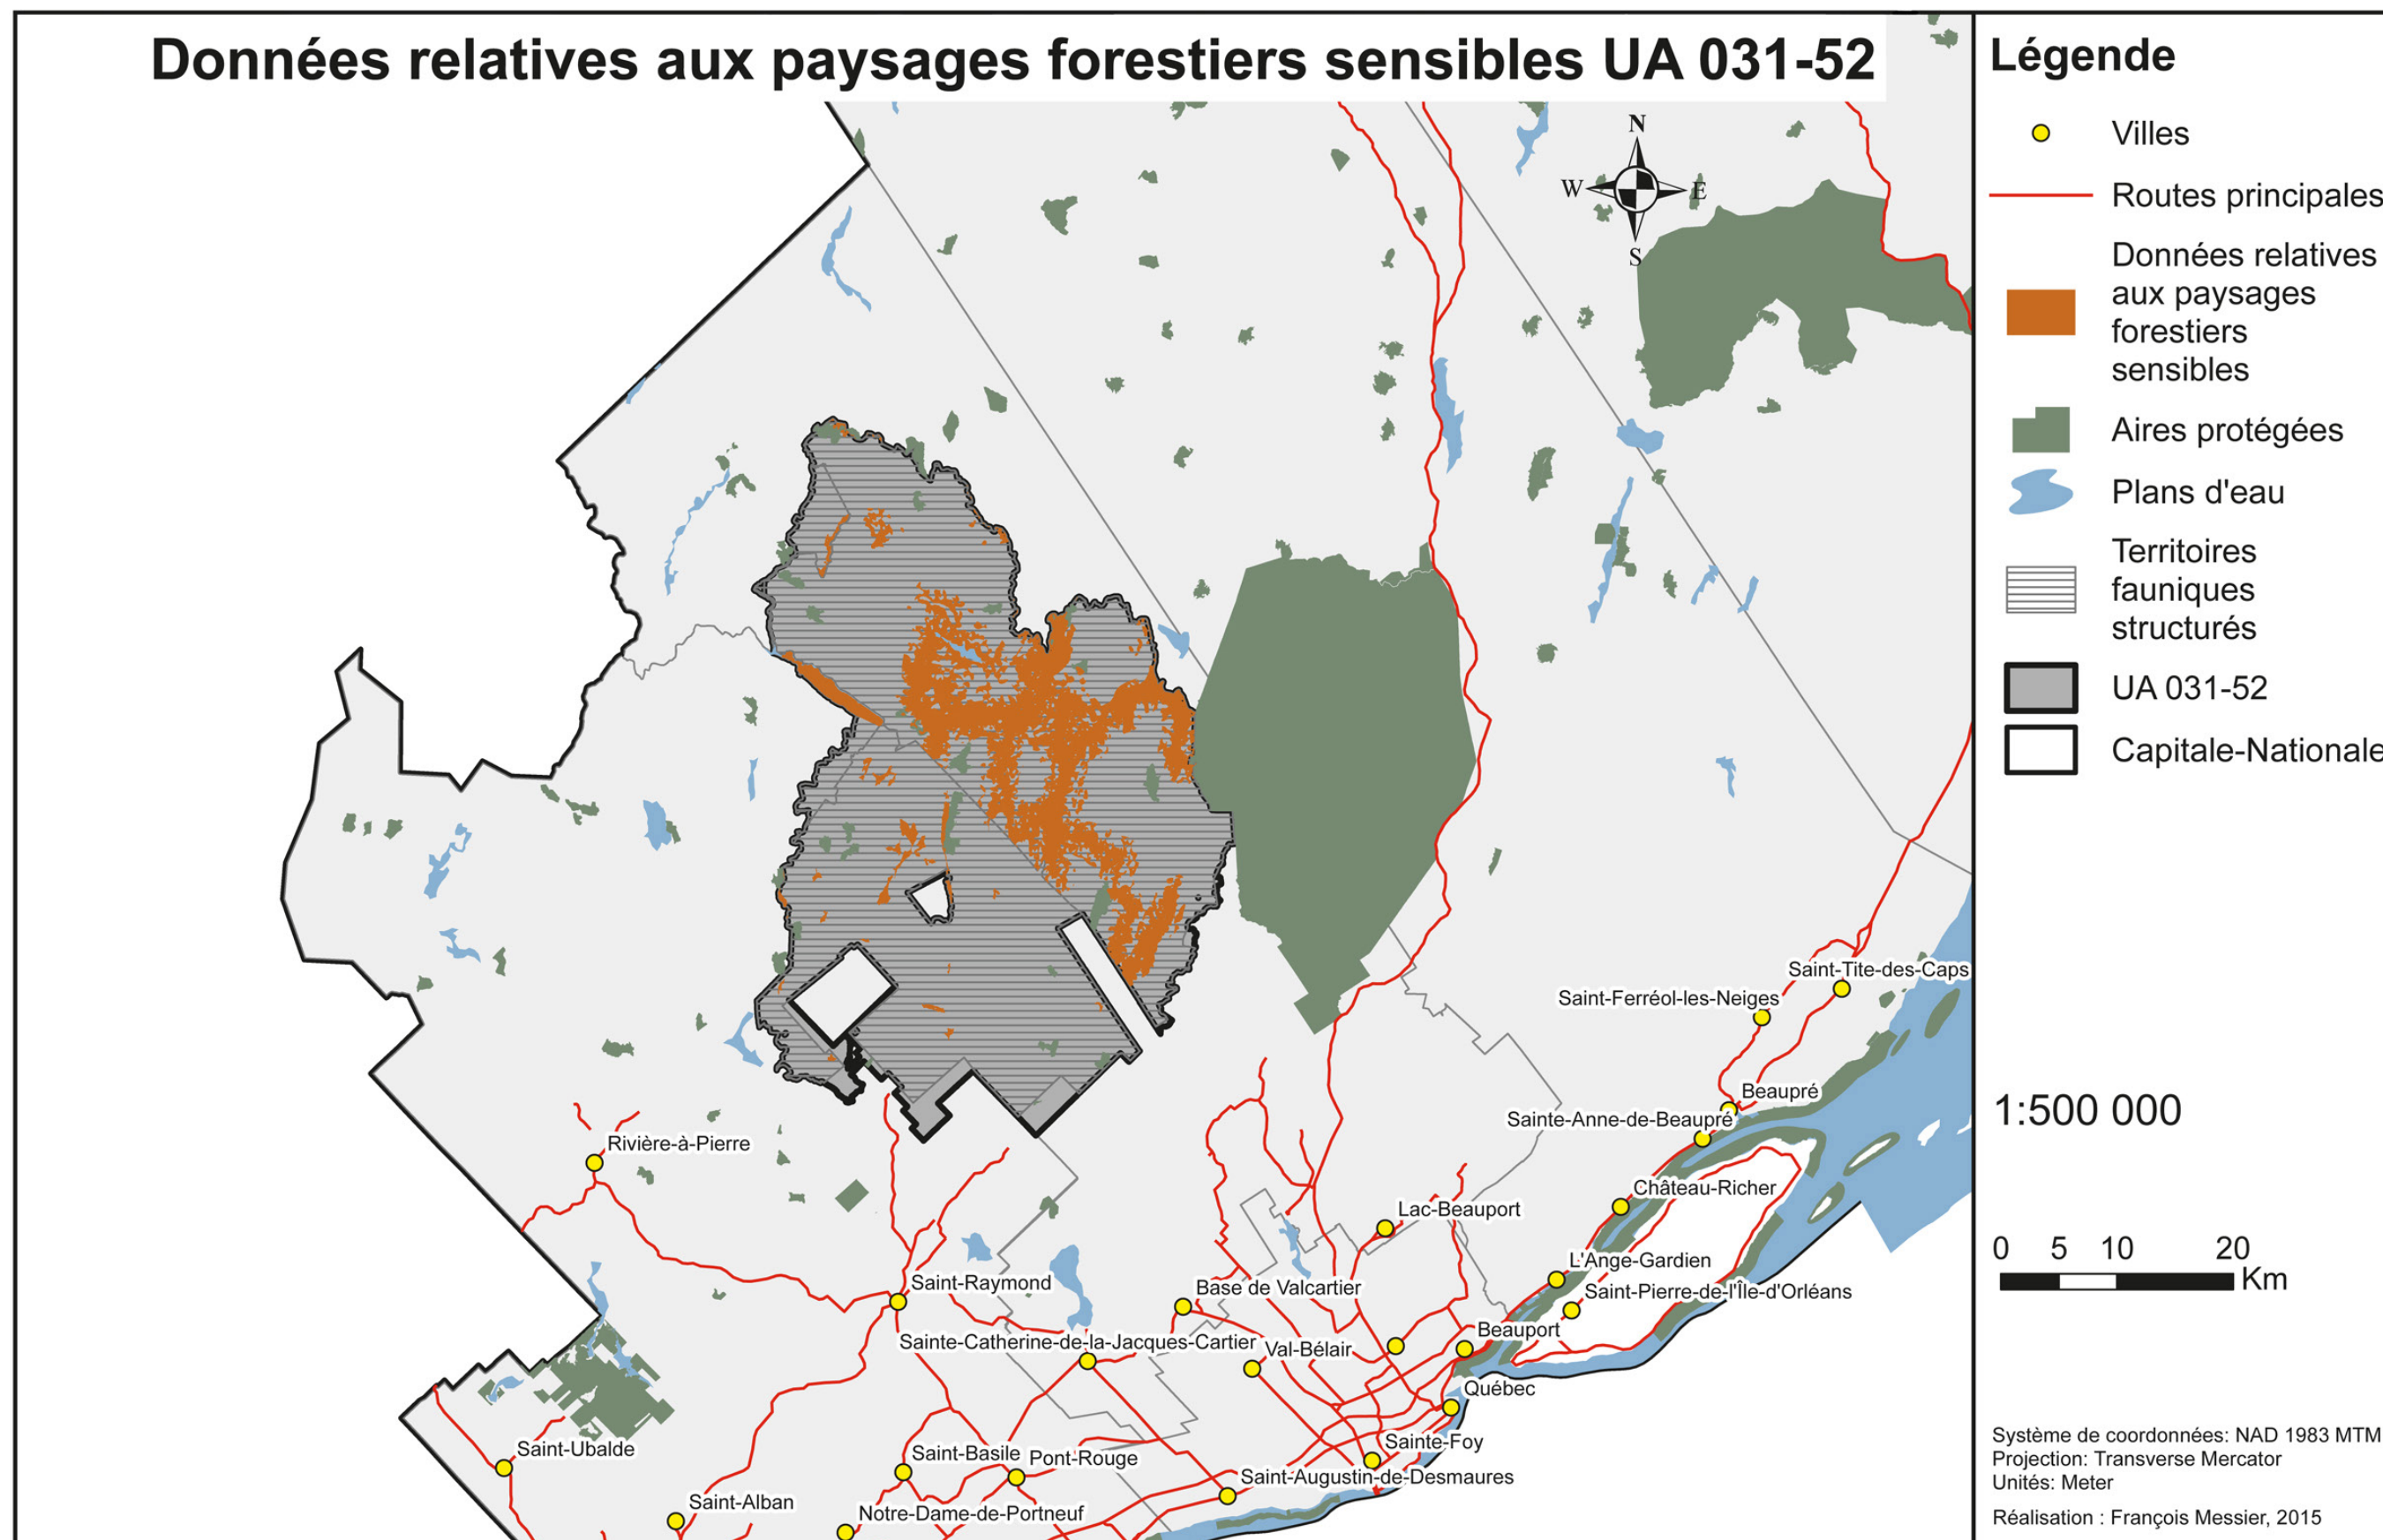 Données relatives aux paysages forestiers sensibles UA 031-52
N
W
E
S
Saint-Tite-des-Caps
Saint-Ferréol-les-Neiges
Beaupré
Sainte-Anne-de-Beaupré
Rivière-à-Pierre
Château-Richer
Lac-Beauport
L'Ange-Gardien
Saint-Raymond
Base de Valcartier
Saint-Pierre-de-l'Île-d'Orléans
Beauport
Sainte-Catherine-de-la-Jacques-Cartier
Val-Bélair
Québec
Saint-Ubalde
Sainte-Foy
Saint-Basile
Pont-Rouge
Saint-Augustin-de-Desmaures
Saint-Alban
Notre-Dame-de-Portneuf
Légende
Villes
Routes principales
Données relatives
aux paysages
forestiers
sensibles
Aires protégées
Plans d'eau
Territoires
fauniques
structurés
UA 031-52
Capitale-Nationale
1:500 000
0 5 10 20
Km
Système de coordonnées: NAD 1983 MTM
Projection: Transverse Mercator
Unités: Meter
Réalisation : François Messier, 2015